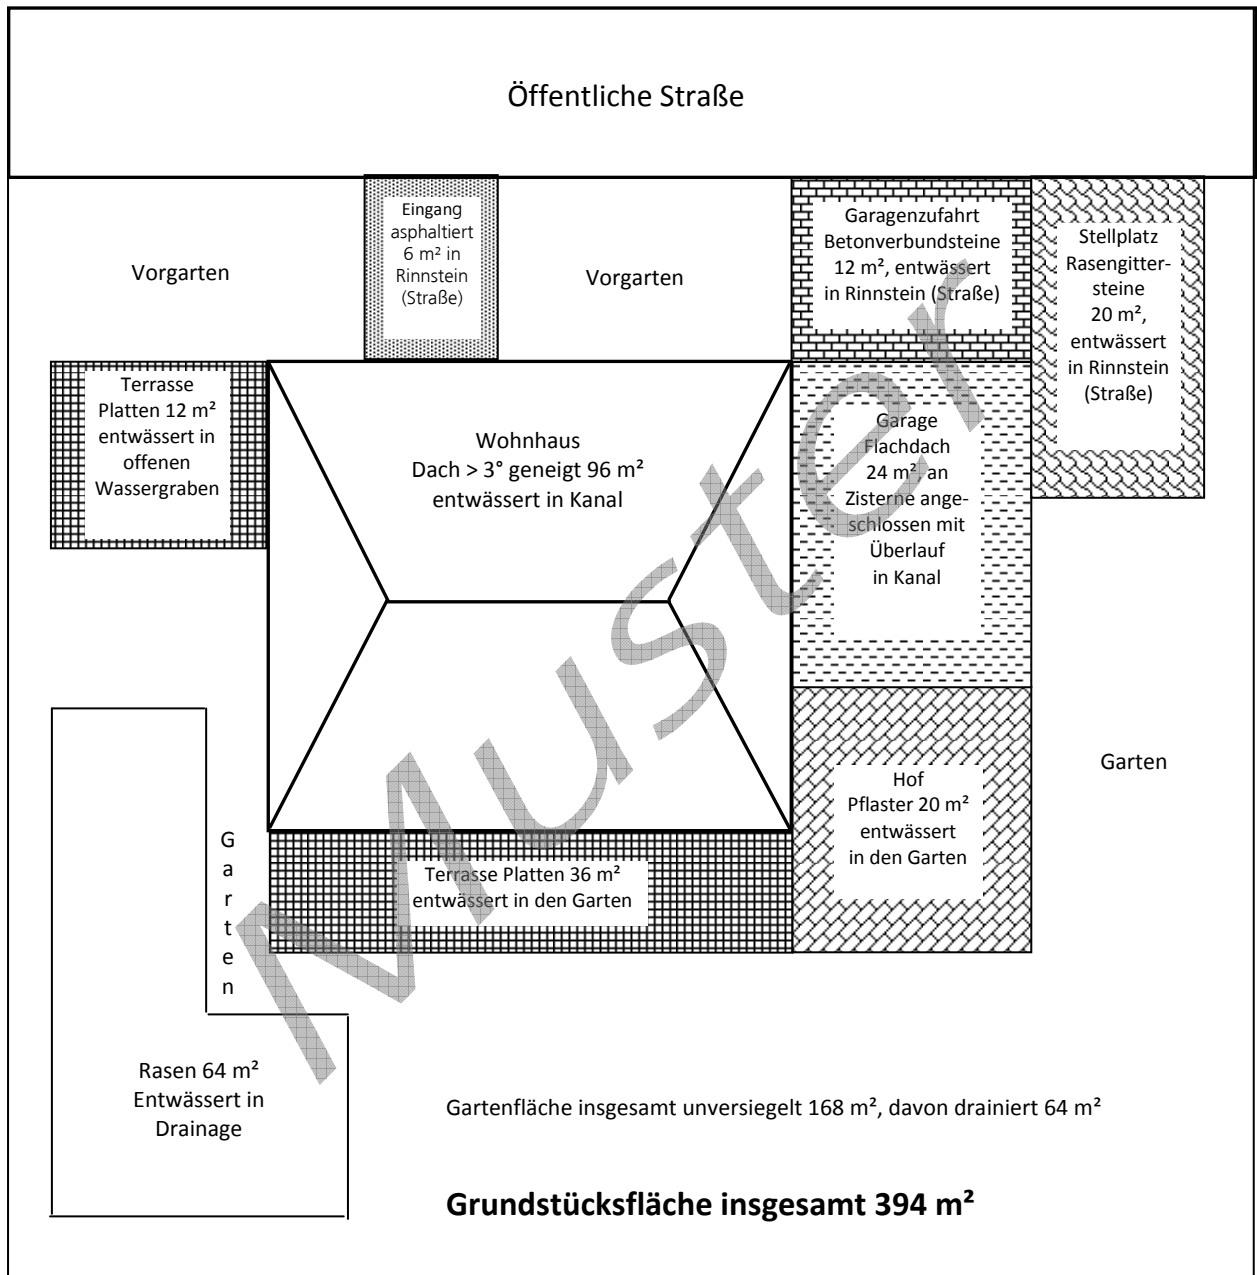 Öffentliche Straße
Vorgarten
Eingang
asphaltiert
6 m² in
Rinnstein
(Straße)
Vorgarten
Garagenzufahrt
Betonverbundsteine
12 m², entwässert
in Rinnstein (Straße)
Stellplatz
Rasengitter-
steine
20 m²,
entwässert
in Rinnstein
(Straße)
Terrasse
Platten 12 m²
entwässert in
offenen
Wassergraben
Wohnhaus
Dach > 3° geneigt 96 m²
entwässert in Kanal
Garage
Flachdach
24 m², an
Zisterne ange-
schlossen mit
Überlauf
in Kanal
Hof
Pflaster 20 m²
entwässert
in den Garten
Garten
Garten
Terrasse Platten 36 m²
entwässert in den Garten
Rasen 64 m²
Entwässert in
Drainage
Gartenfläche insgesamt unversiegelt 168 m², davon drainiert 64 m²
Grundstücksfläche insgesamt 394 m²
Muster